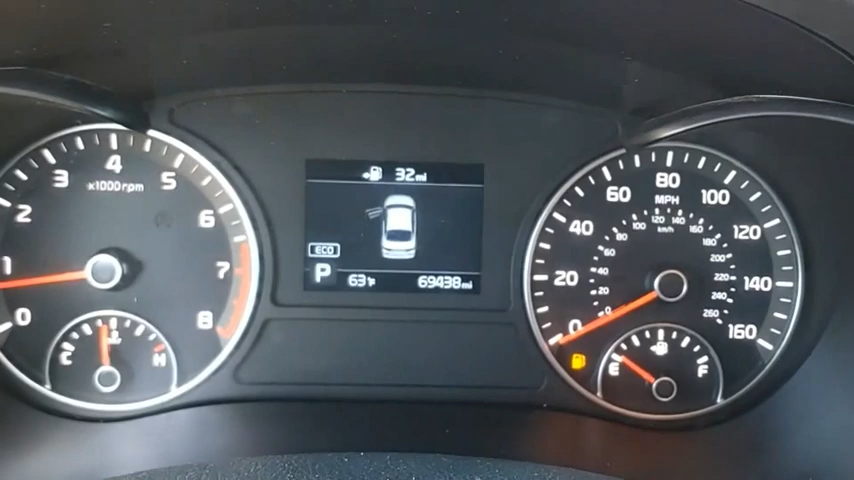 0 1 2 3 4 5 6 7 8
x1000rpm
C H
32mi
ECO
P 63°F 69438mi
0 20 40 60 80 100 120 140 160
MPH
km/h
0 20 40 60 80 100 120 140 160 180 200 220 240 260
E F